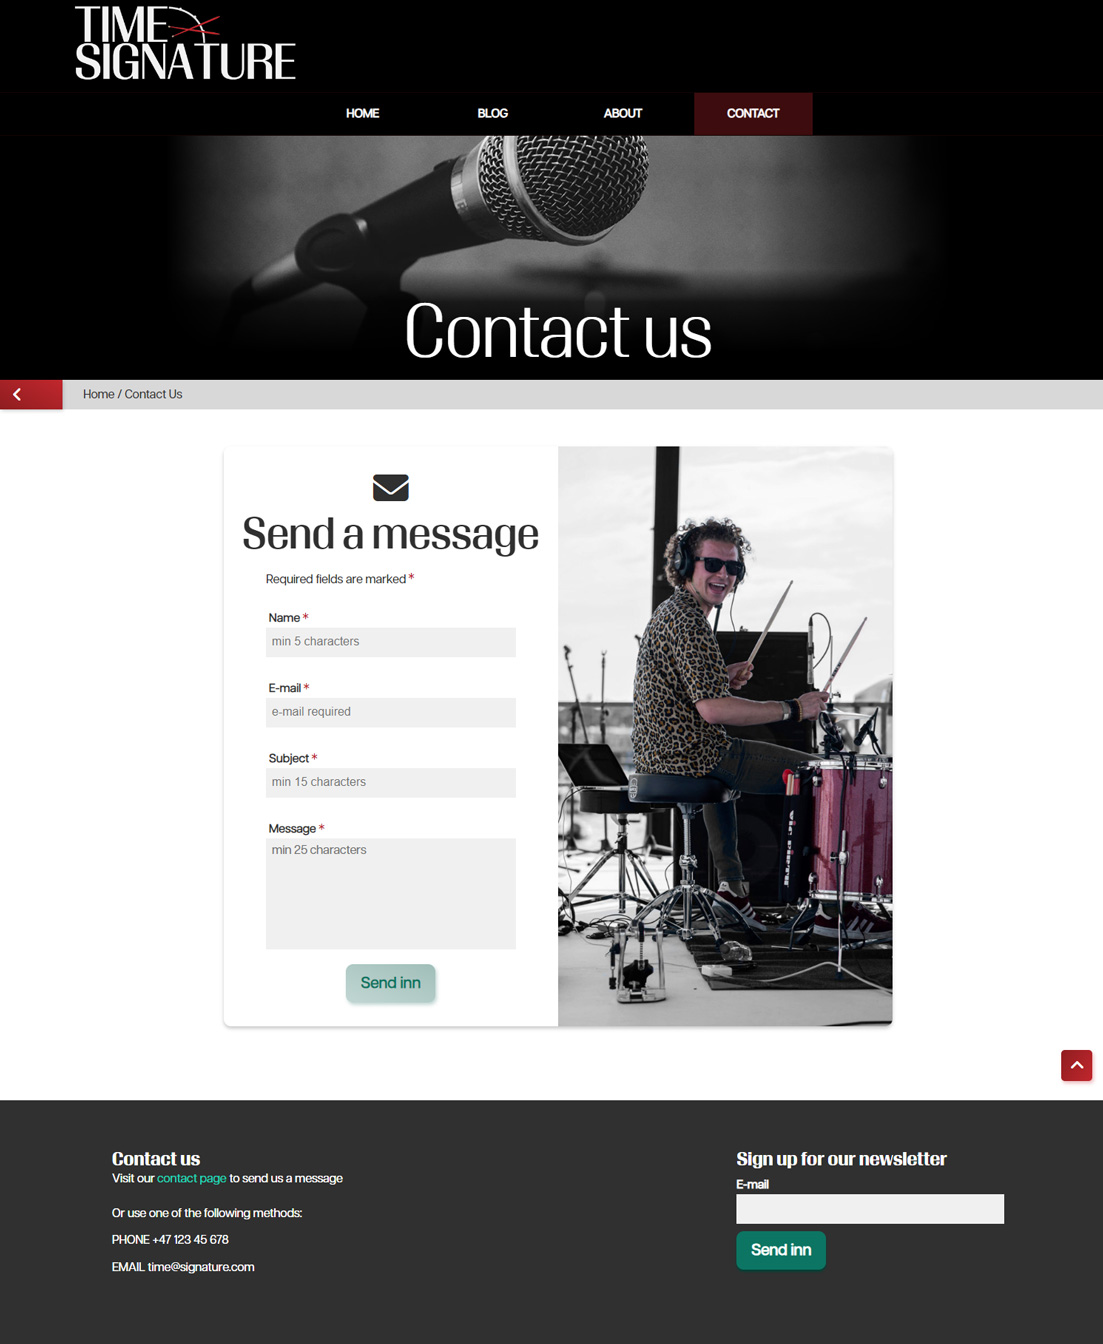 TIME
SIGNATURE
HOME
BLOG
ABOUT
CONTACT
Contact us
Home / Contact Us
Send a message
Required fields are marked *
Name *
min 5 characters
E-mail *
e-mail required
Subject *
min 15 characters
Message *
min 25 characters
Send inn
Contact us
Visit our contact page to send us a message
Or use one of the following methods:
PHONE +47 123 45 678
EMAIL time@signature.com
Sign up for our newsletter
E-mail
Send inn